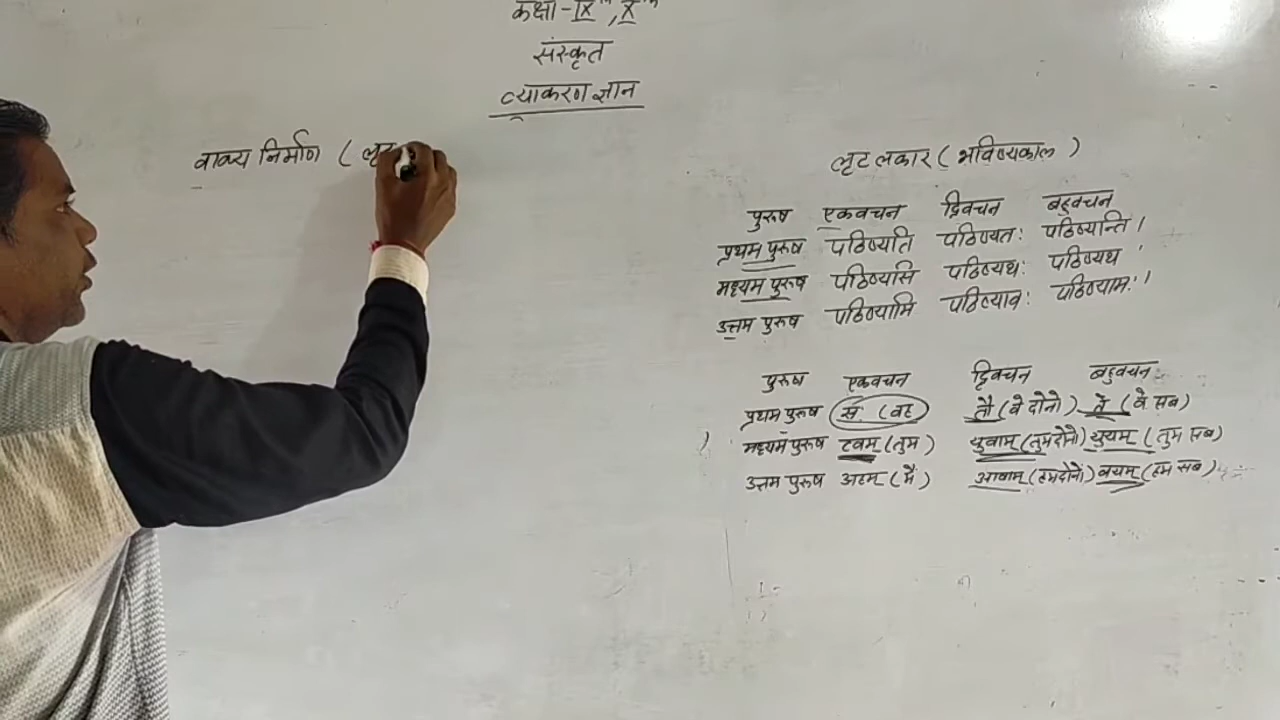 कक्षा - IX, X
संस्कृत
व्याकरण ज्ञान
वाक्य निर्माण ( लृट
लृट लकार ( भविष्यकाल )
पुरुष एकवचन द्विवचन बहुवचन
प्रथम पुरुष पठिष्यति पठिष्यतः पठिष्यन्ति।
मध्यम पुरुष पठिष्यसि पठिष्यथः पठिष्यथ
उत्तम पुरुष पठिष्यामि पठिष्यावः पठिष्यामः।
पुरुष एकवचन द्विवचन बहुवचन
प्रथम पुरुष स: (वह) तौ (वे दोनो) ते (वे सब)
मध्यम पुरुष त्वम् (तुम) युवाम् (तुम दोनो) युयम् (तुम सब)
उत्तम पुरुष अहम् (मैं) आवाम् (हम दोनो) वयम् (हम सब)